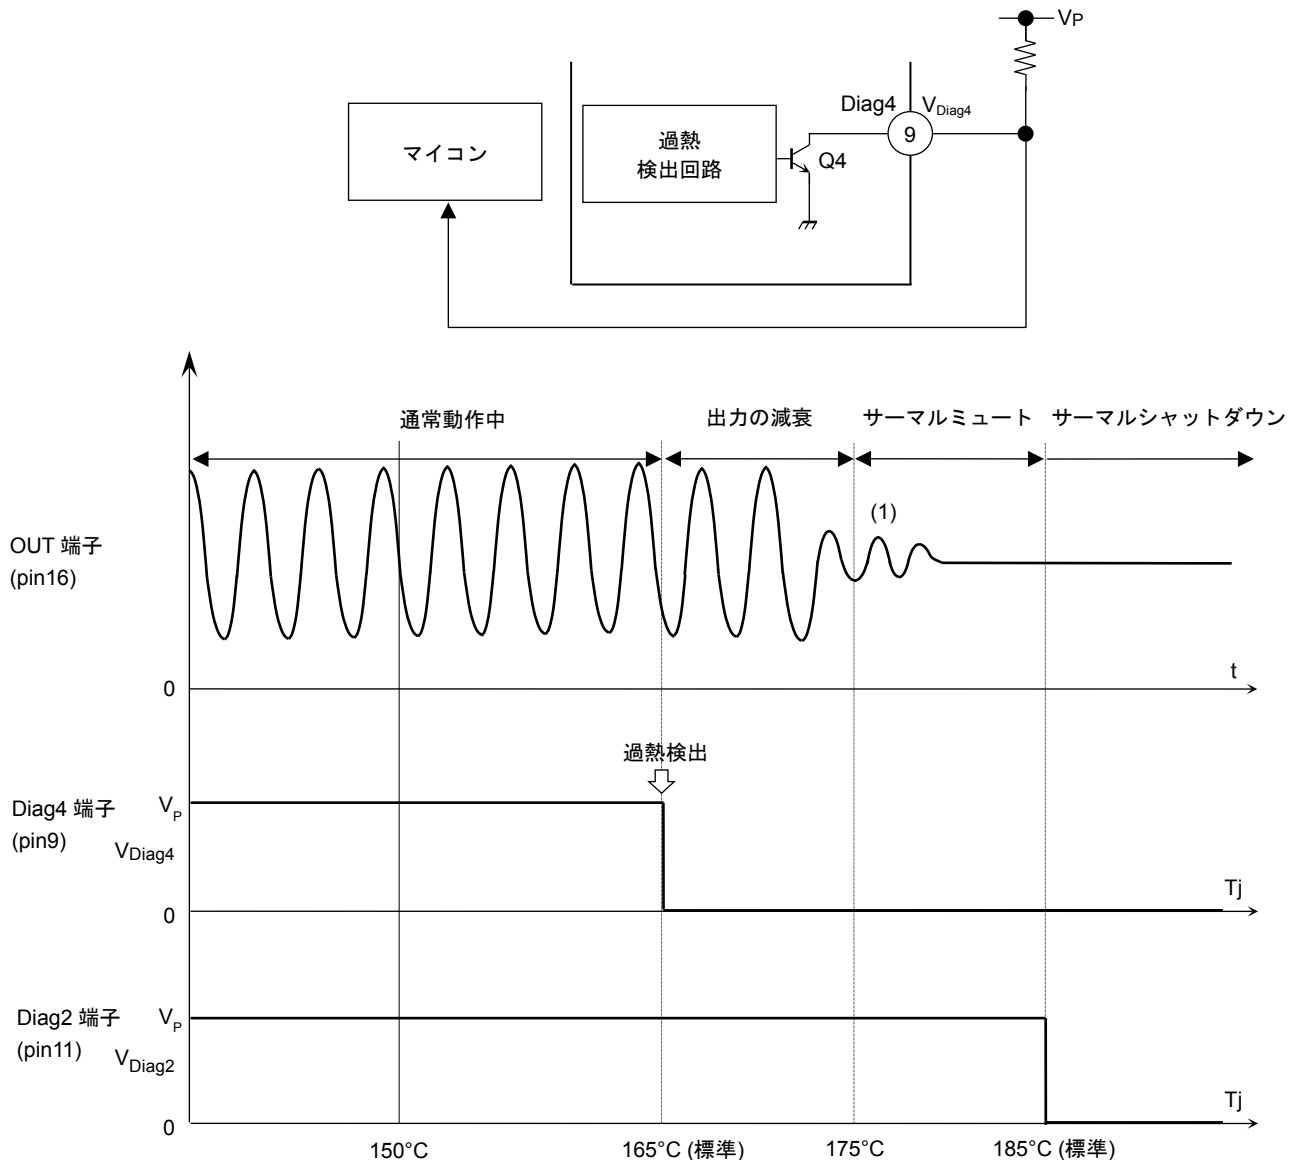 VP
Diag4
VDiag4
9
マイコン
過熱
検出回路
Q4
通常動作中
出力の減衰
サーマルミュート
サーマルシャットダウン
(1)
OUT 端子
(pin16)
t
0
過熱検出
Diag4 端子
(pin9)
VP
VDiag4
Tj
0
Diag2 端子
(pin11)
VP
VDiag2
Tj
0
150°C
165°C (標準)
175°C
185°C (標準)